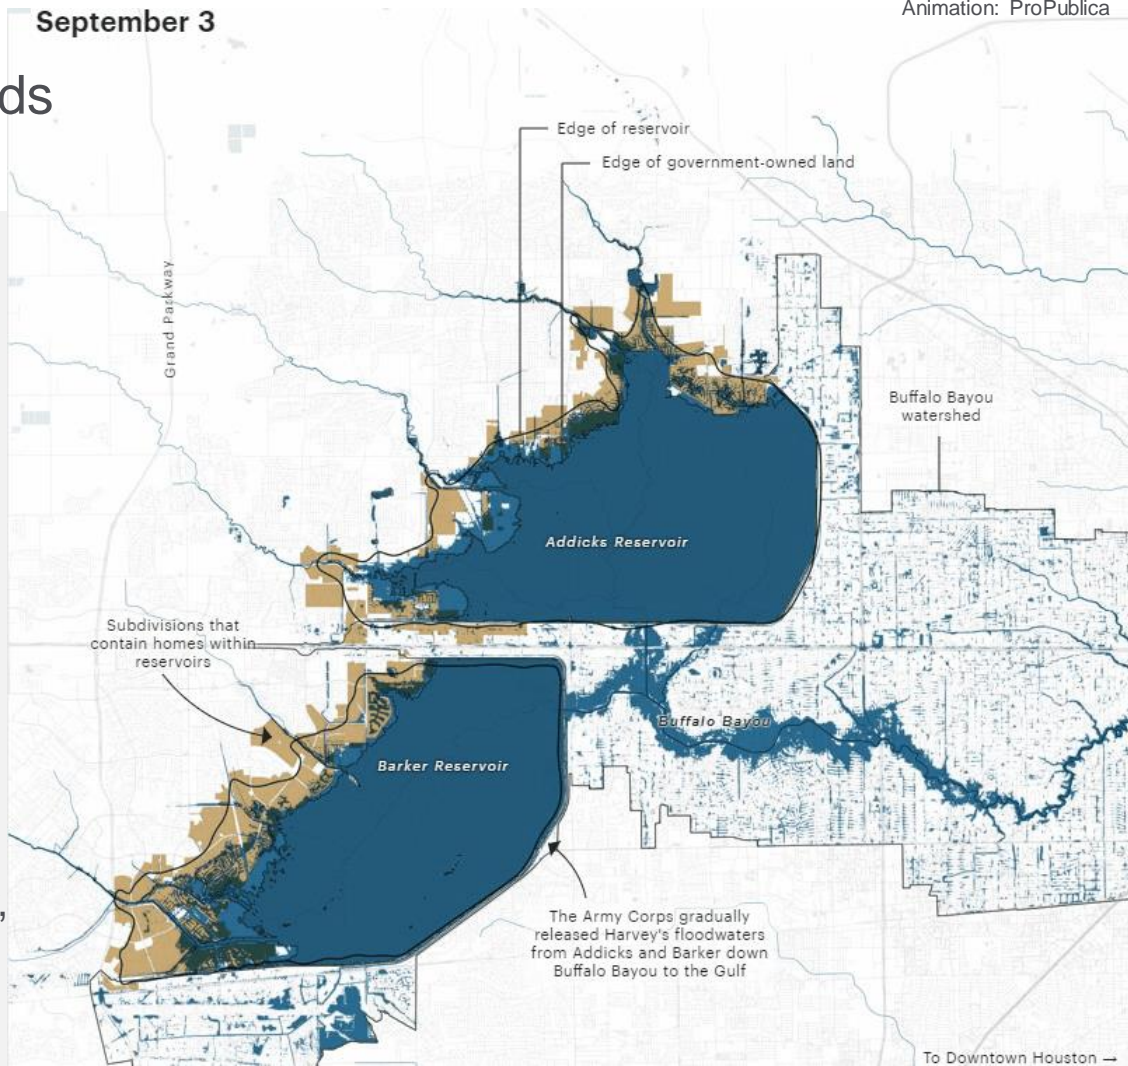 Animation: ProPublica
September 3
ds
Edge of reservoir
Edge of government-owned land
Grand Parkway
Buffalo Bayou
watershed
Addicks Reservoir
Subdivisions that
contain homes within
reservoirs
Buffalo Bayou
Barker Reservoir
,
The Army Corps gradually
released Harvey's floodwaters
from Addicks and Barker down
Buffalo Bayou to the Gulf
To Downtown Houston →